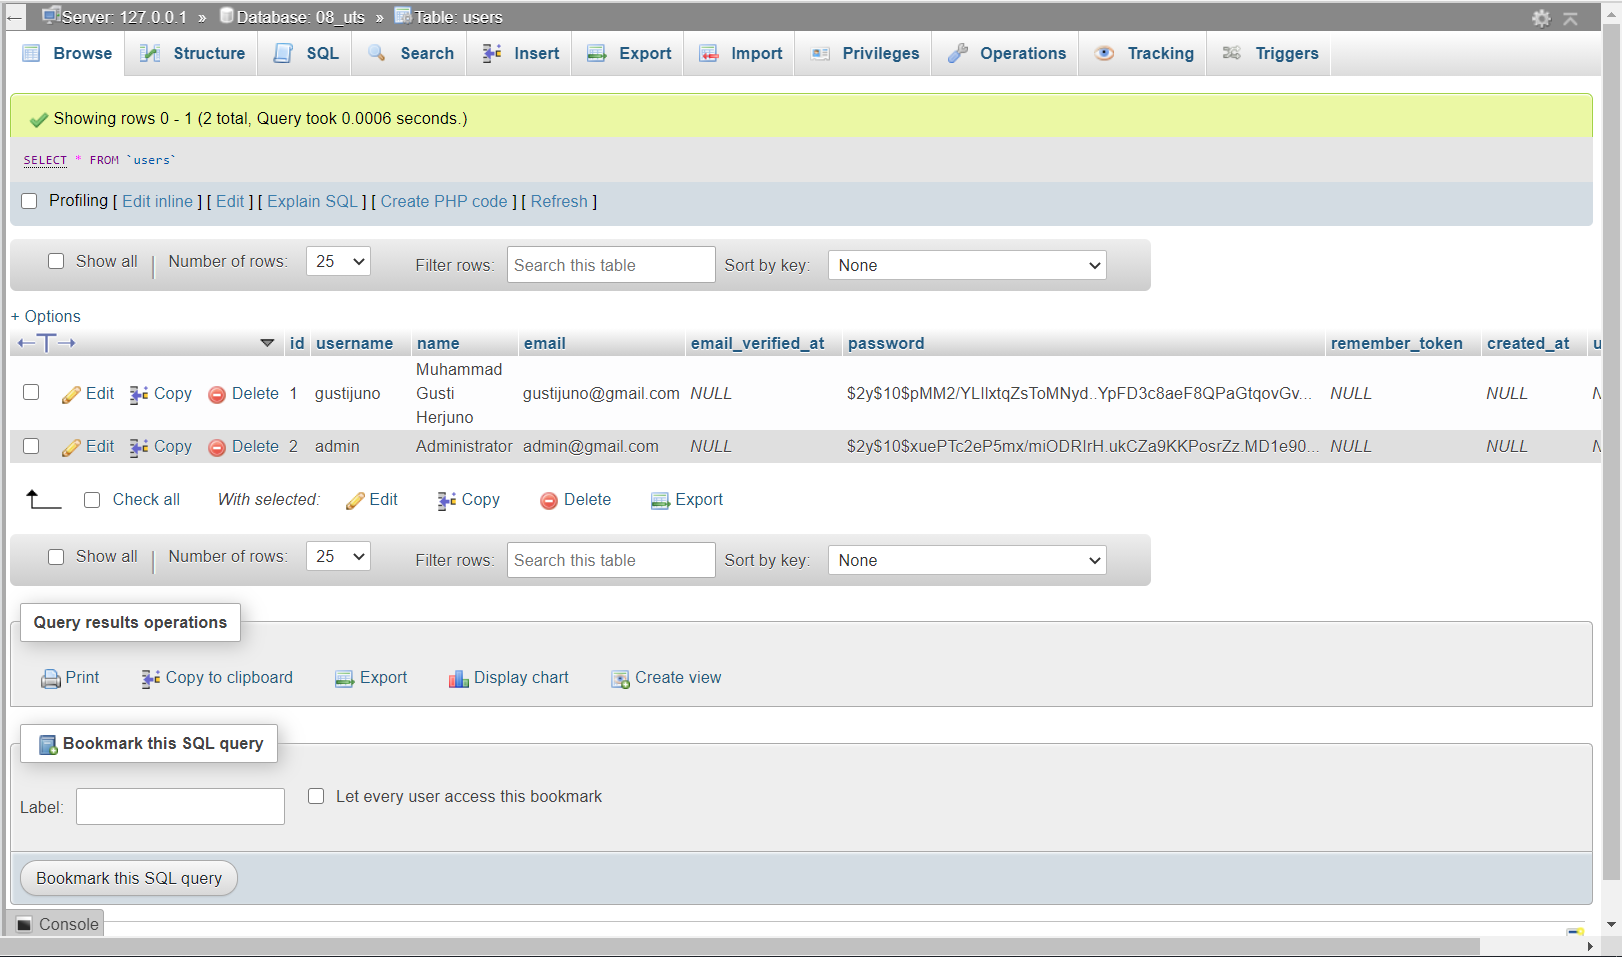 Server: 127.0.0.1 » Database: 08_uts » Table: users
Browse Structure SQL Search Insert Export Import Privileges Operations Tracking Triggers
Showing rows 0 - 1 (2 total, Query took 0.0006 seconds.)
SELECT * FROM `users`
Profiling [ Edit inline ] [ Edit ] [ Explain SQL ] [ Create PHP code ] [ Refresh ]
Show all | Number of rows: 25 Filter rows: Search this table Sort by key: None
+ Options
←T→ id username name email email_verified_at password remember_token created_at u
Edit Copy Delete 1 gustijuno Muhammad Gusti Herjuno gustijuno@gmail.com NULL $2y$10$pMM2/YLIlxtqZsToMNyd..YpFD3c8aeF8QPaGtqovGv... NULL NULL N
Edit Copy Delete 2 admin Administrator admin@gmail.com NULL $2y$10$xuePTc2eP5mx/miODRIrH.ukCZa9KKPosrZz.MD1e90... NULL NULL N
Check all With selected: Edit Copy Delete Export
Show all | Number of rows: 25 Filter rows: Search this table Sort by key: None
Query results operations
Print Copy to clipboard Export Display chart Create view
Bookmark this SQL query
Label: Let every user access this bookmark
Bookmark this SQL query
Console